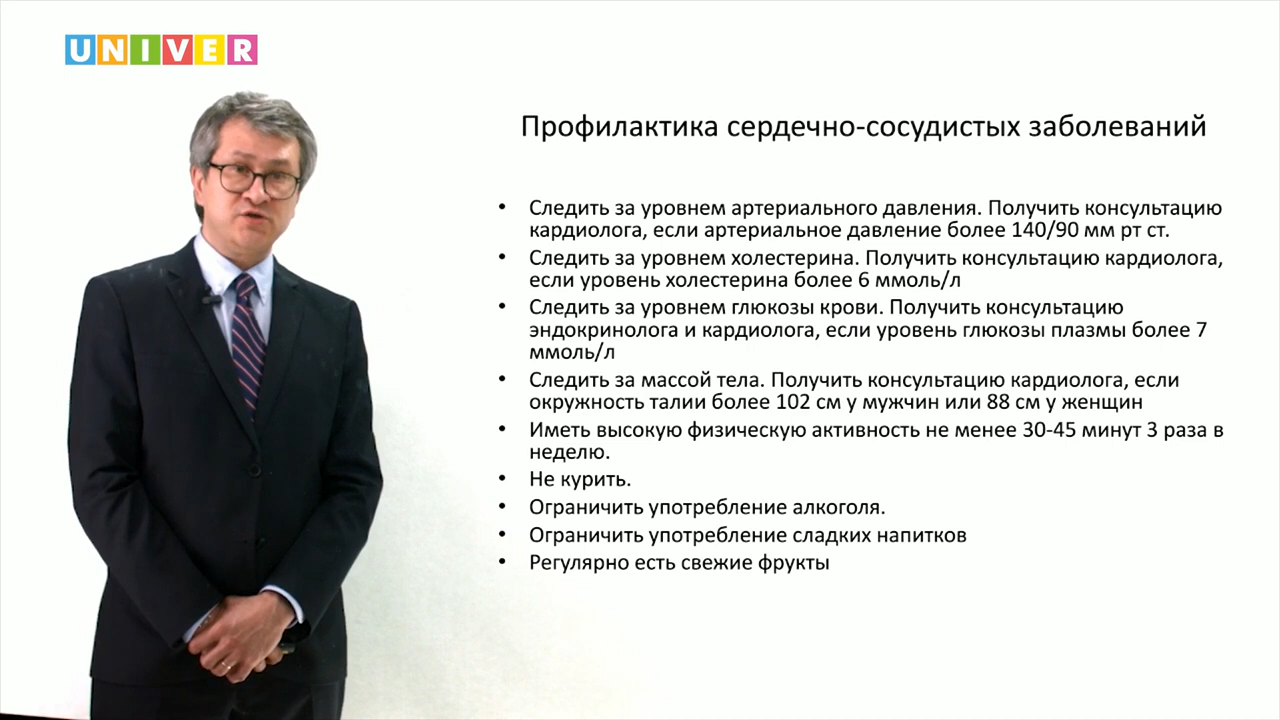 UNIVER
Профилактика сердечно-сосудистых заболеваний
• Следить за уровнем артериального давления. Получить консультацию
кардиолога, если артериальное давление более 140/90 мм рт ст.
• Следить за уровнем холестерина. Получить консультацию кардиолога,
если уровень холестерина более 6 ммоль/л
• Следить за уровнем глюкозы крови. Получить консультацию
эндокринолога и кардиолога, если уровень глюкозы плазмы более 7
ммоль/л
• Следить за массой тела. Получить консультацию кардиолога, если
окружность талии более 102 см у мужчин или 88 см у женщин
• Иметь высокую физическую активность не менее 30-45 минут 3 раза в
неделю.
• Не курить.
• Ограничить употребление алкоголя.
• Ограничить употребление сладких напитков
• Регулярно есть свежие фрукты